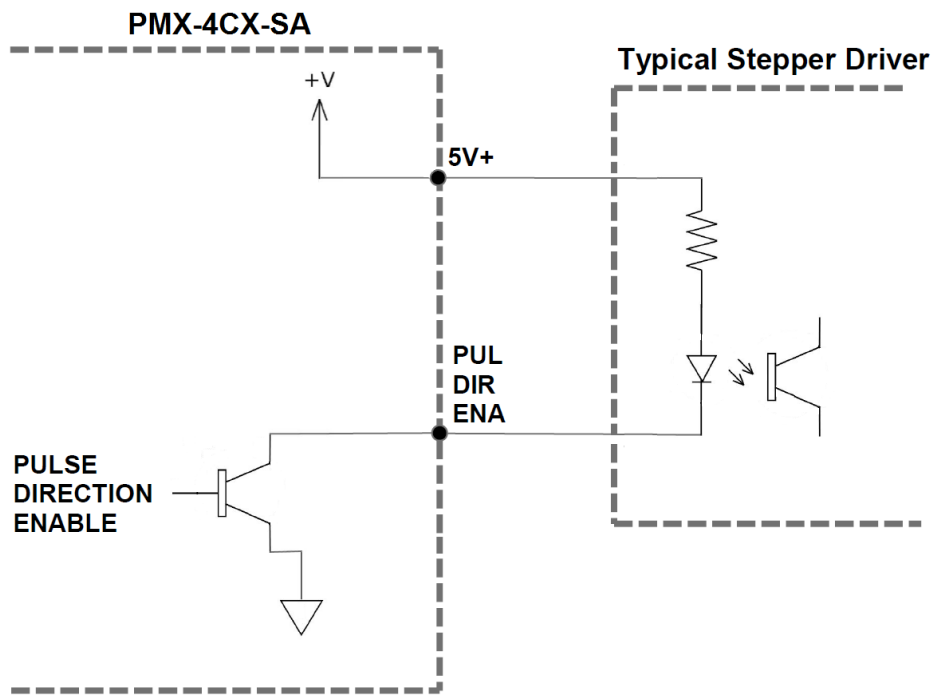 PMX-4CX-SA
Typical Stepper Driver
+V
5V+
PUL
DIR
ENA
PULSE
DIRECTION
ENABLE